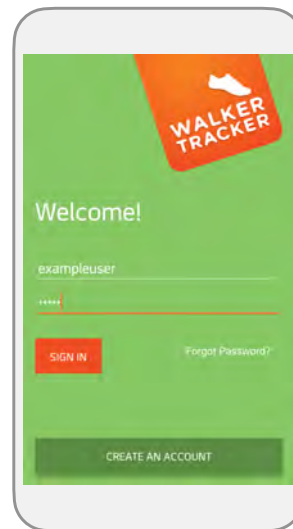 WALKER
TRACKER
Welcome!
exampleuser
•••••
SIGN IN
Forgot Password?
CREATE AN ACCOUNT